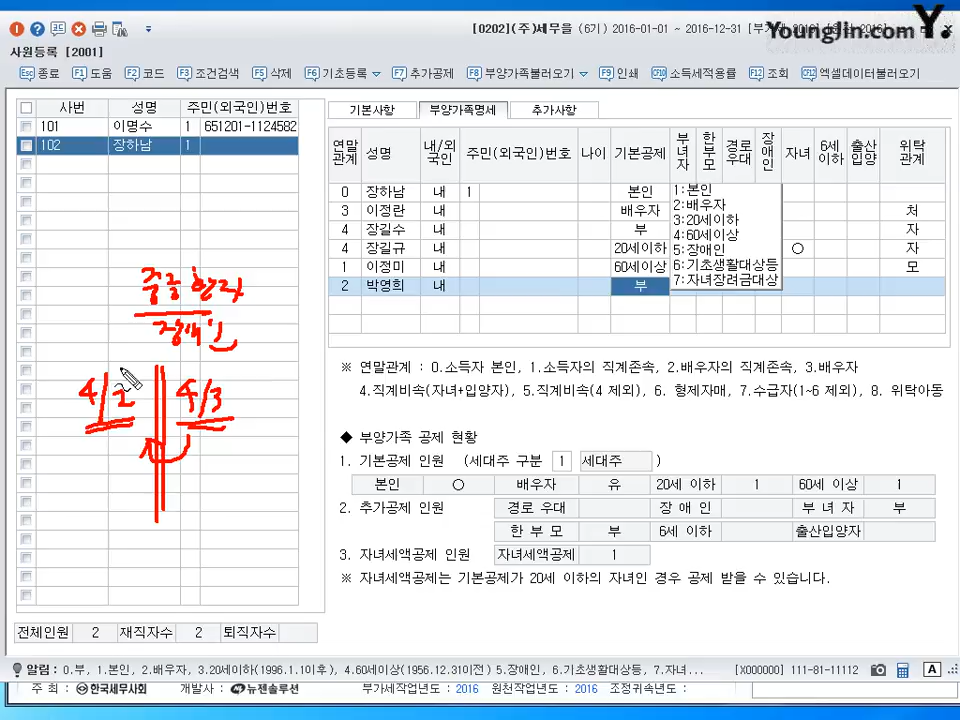 [0202](주)세무을 (6기) 2016-01-01 ~ 2016-12-31
YoungJin.com Y.
사원등록 [2001]
Esc 종료 F1 도움 F2 코드 F3 조건검색 F5 삭제 F6 기초등록 F7 추가공제 F8 부양가족불러오기 F9 인쇄 CF10 소득세적용률 F12 조회 CF12 엑셀데이터불러오기
사번 성명 주민(외국인)번호
101 이명수 1 651201-1124582
102 장하남 1
기본사항 부양가족명세 추가사항
연말관계 성명 내/외국인 주민(외국인)번호 나이 기본공제 부녀자 한부모 경로우대 장애인 자녀 6세이하 출산입양 위탁관계
0 장하남 내 1 본인
3 이정란 내 배우자 처
4 장길수 내 부 자
4 장길규 내 20세이하 ○ 자
1 이정미 내 60세이상 모
2 박영희 내 부
1:본인
2:배우자
3:20세이하
4:60세이상
5:장애인
6:기초생활대상등
7:자녀장려금대상
중증환자
장애인
4/2 4/3
※ 연말관계 : 0.소득자 본인, 1.소득자의 직계존속, 2.배우자의 직계존속, 3.배우자
4.직계비속(자녀+입양자), 5.직계비속(4 제외), 6. 형제자매, 7.수급자(1~6 제외), 8. 위탁아동
◆ 부양가족 공제 현황
1. 기본공제 인원 (세대주 구분 1 세대주 )
본인 ○ 배우자 유 20세 이하 1 60세 이상 1
2. 추가공제 인원 경로 우대 장 애 인 부 녀 자 부
한 부 모 부 6세 이하 출산입양자
3. 자녀세액공제 인원 자녀세액공제 1
※ 자녀세액공제는 기본공제가 20세 이하의 자녀인 경우 공제 받을 수 있습니다.
전체인원 2 재직자수 2 퇴직자수
알림 : 0.부, 1.본인, 2.배우자, 3.20세이하(1996.1.10이후), 4.60세이상(1956.12.31이전) 5.장애인, 6.기초생활대상등, 7.자녀... [X000000] 111-81-11112 A
주 최 : 한국세무사회 개발사 : 뉴젠솔루션 부가세작업년도 : 2016 원천작업년도 : 2016 조정귀속년도 :